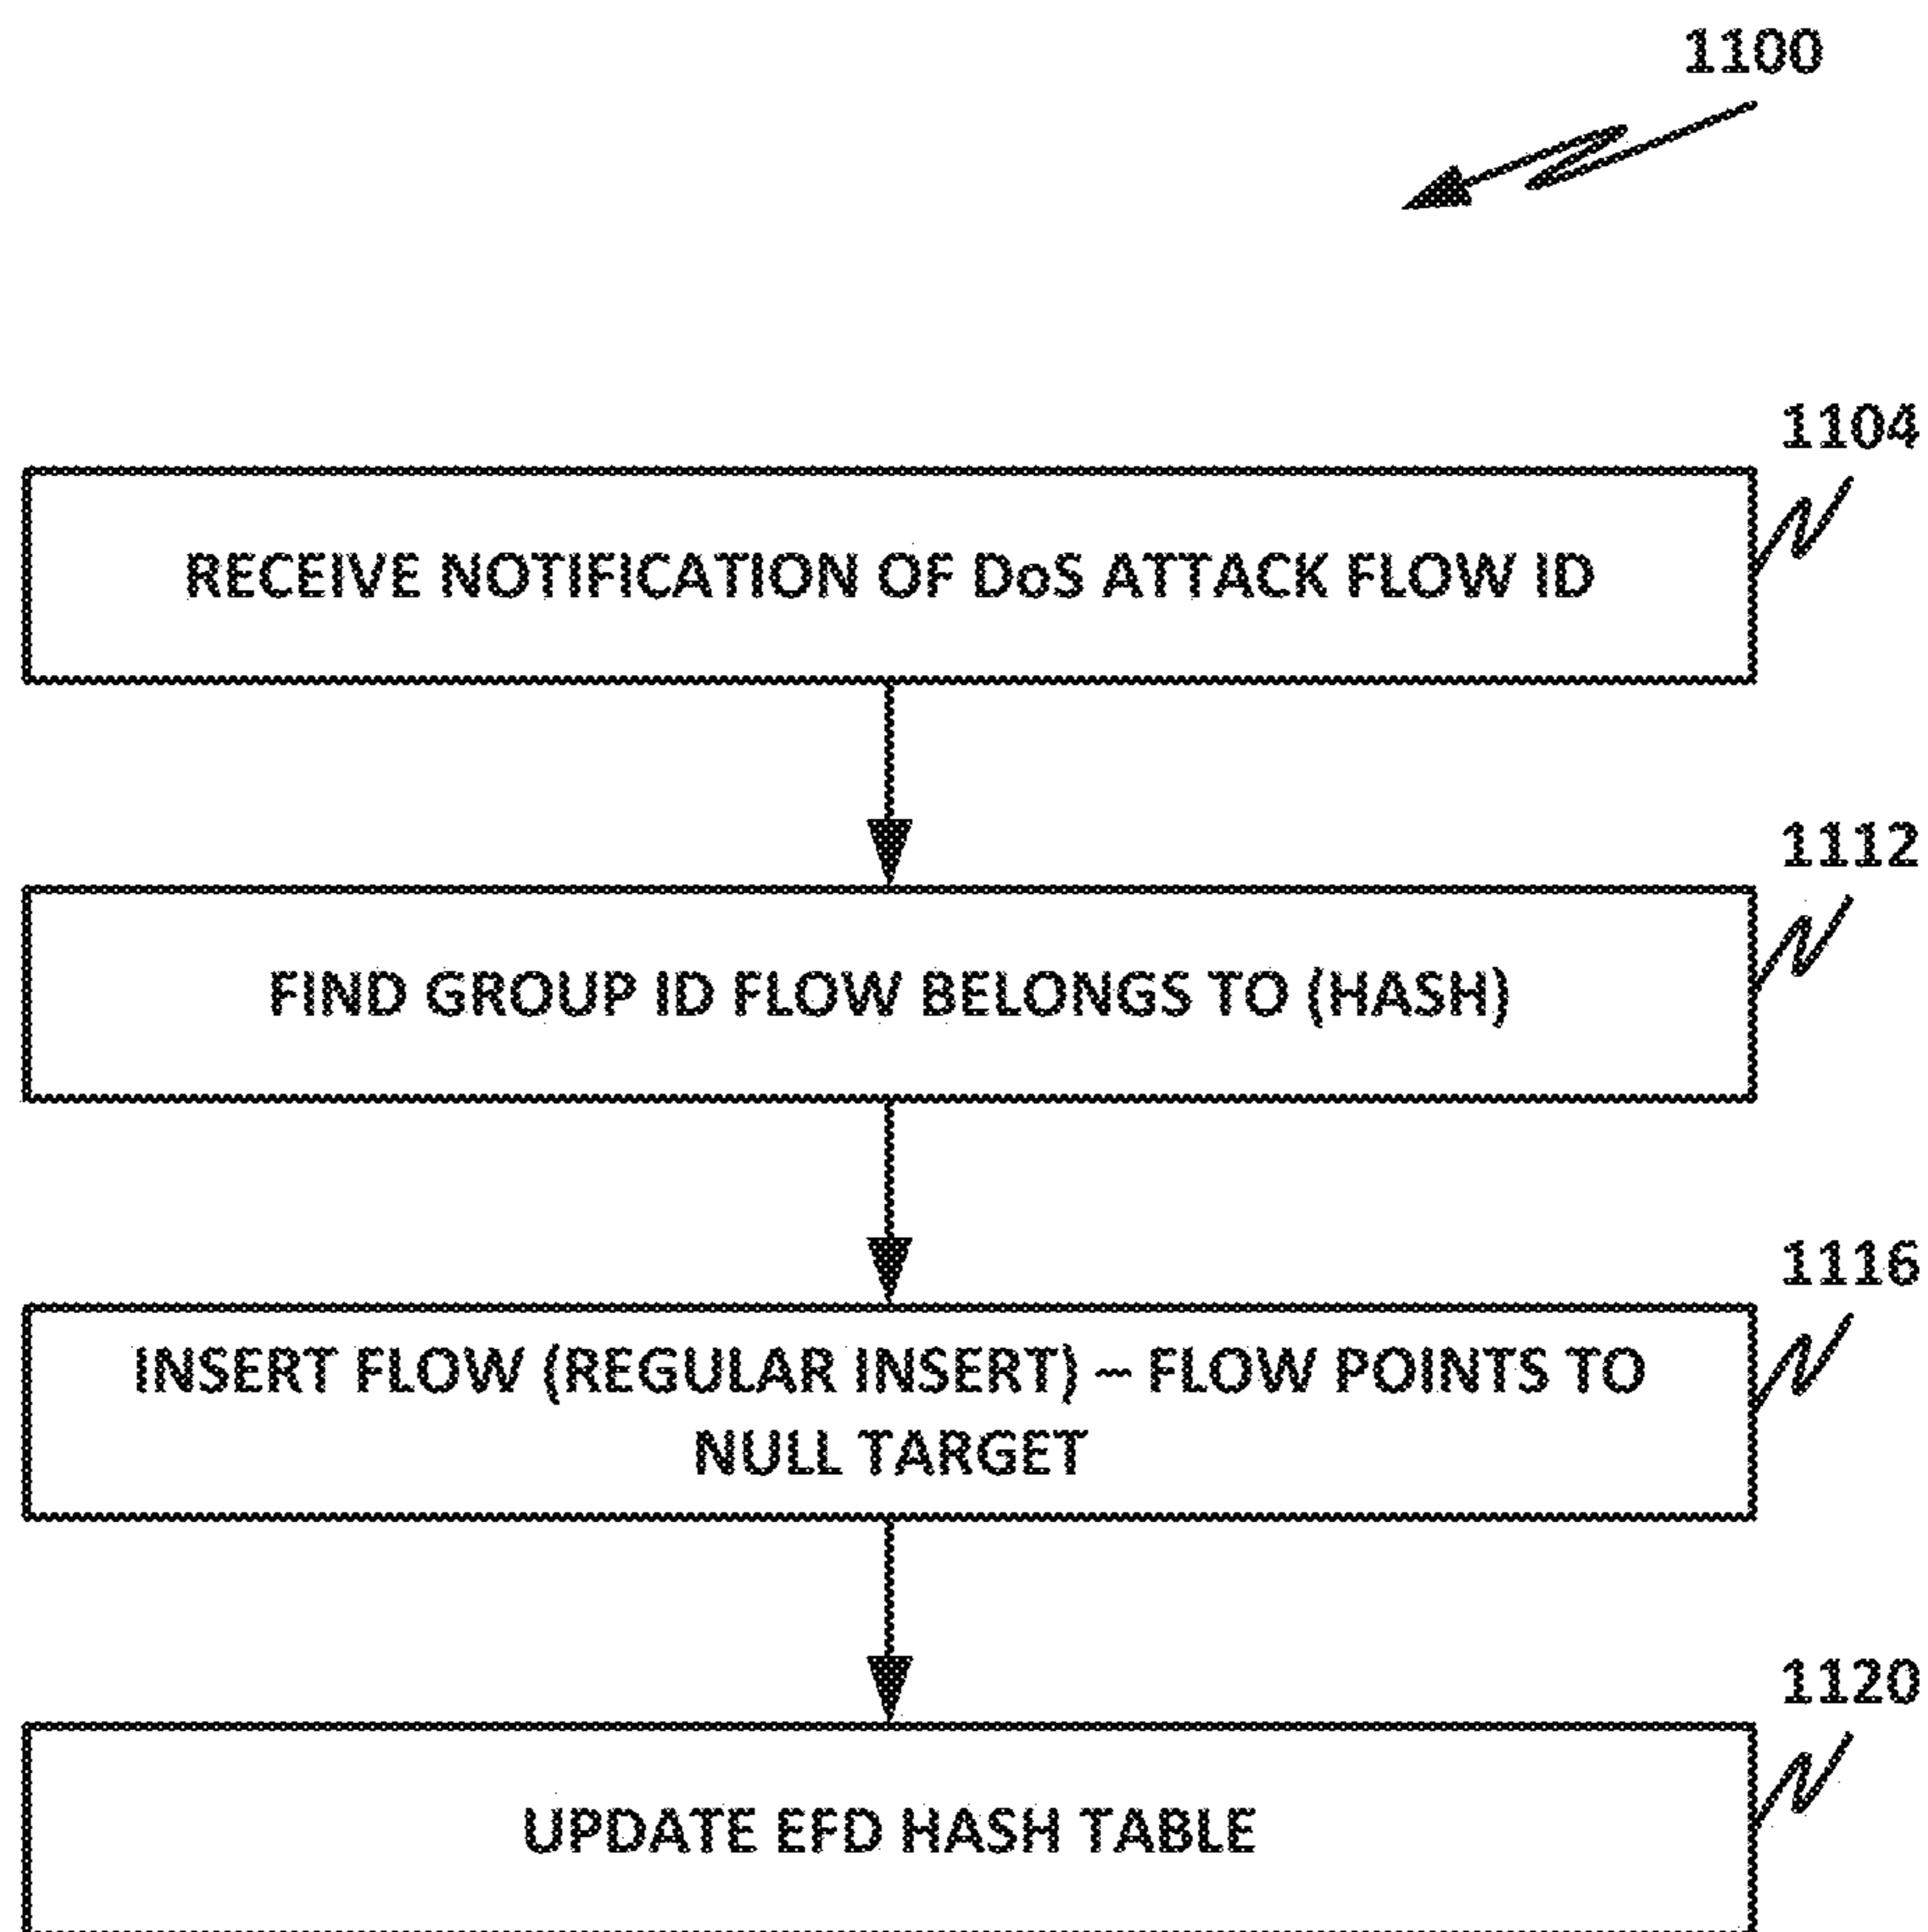 1100
1104
RECEIVE NOTIFICATION OF DoS ATTACK FLOW ID
1112
FIND GROUP ID FLOW BELONGS TO (HASH)
1116
INSERT FLOW (REGULAR INSERT) – FLOW POINTS TO
NULL TARGET
1120
UPDATE EFD HASH TABLE